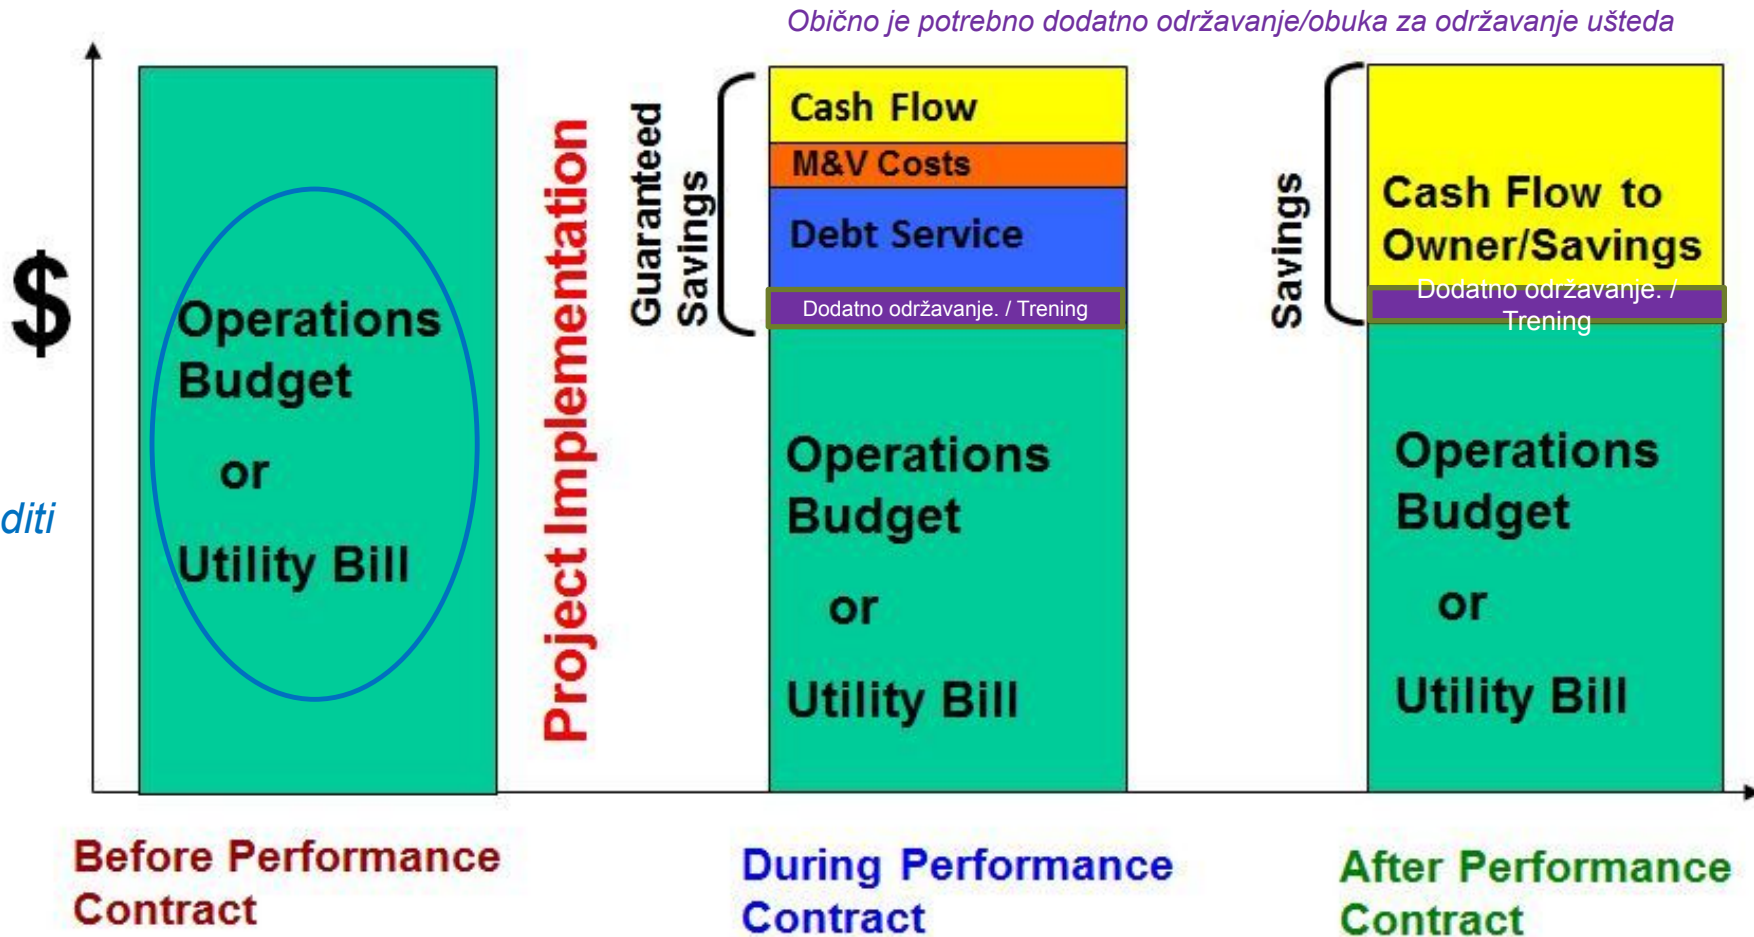 Obično je potrebno dodatno održavanje/obuka za održavanje ušteda
$
diti
Operations
Budget
or
Utility Bill
Project Implementation
Guaranteed
Savings
Cash Flow
M&V Costs
Debt Service
Dodatno održavanje. / Trening
Operations
Budget
or
Utility Bill
Savings
Cash Flow to
Owner/Savings
Dodatno održavanje. /
Trening
Operations
Budget
or
Utility Bill
Before Performance
Contract
During Performance
Contract
After Performance
Contract